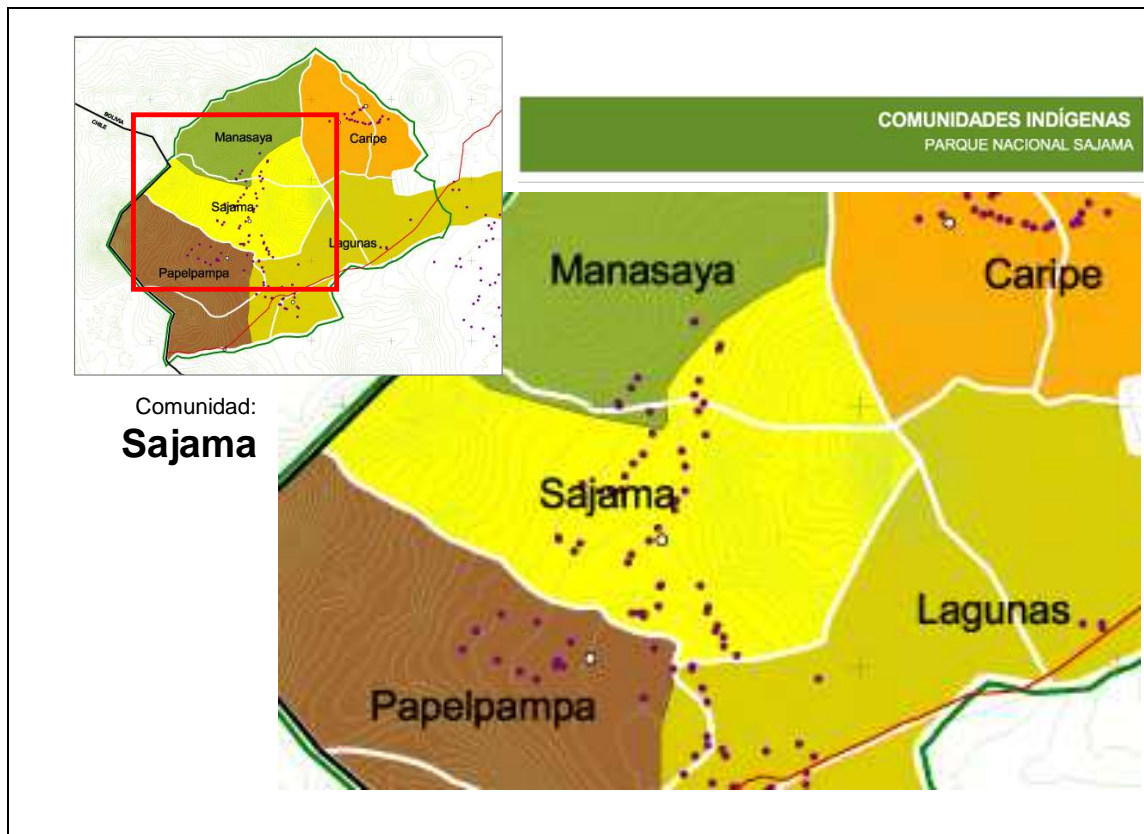 BOLIVIA
CHILE
Manasaya
Caripe
Sajama
Lagunas
Papelpampa
COMUNIDADES INDÍGENAS
PARQUE NACIONAL SAJAMA
Comunidad:
Sajama
Manasaya
Caripe
Sajama
Lagunas
Papelpampa